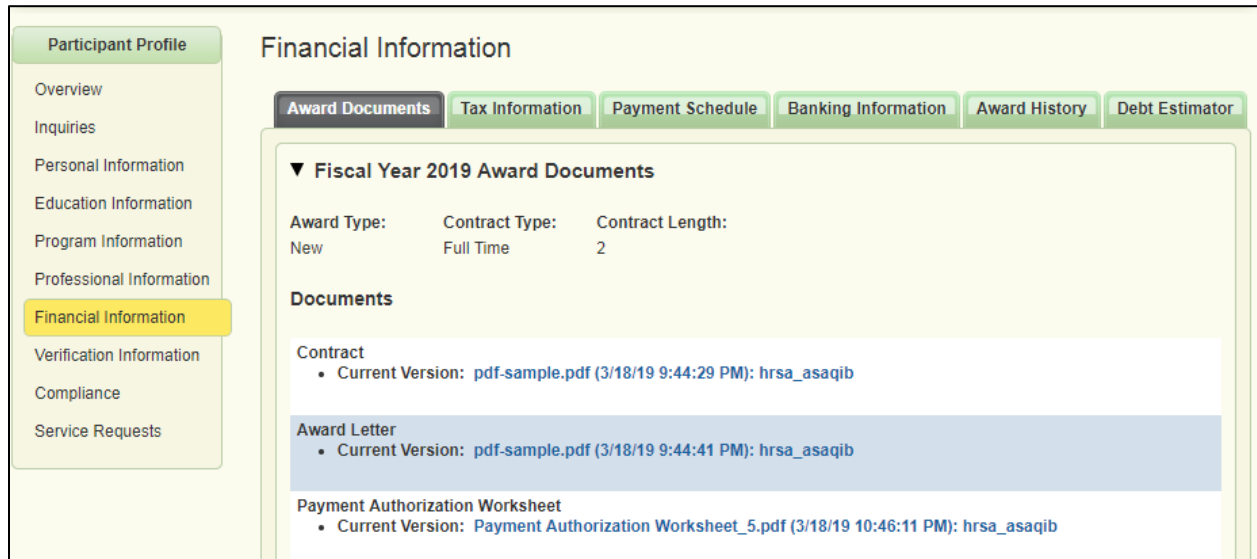 Participant Profile
Overview
Inquiries
Personal Information
Education Information
Program Information
Professional Information
Financial Information
Verification Information
Compliance
Service Requests
Financial Information
Award Documents Tax Information Payment Schedule Banking Information Award History Debt Estimator
▼ Fiscal Year 2019 Award Documents
Award Type: Contract Type: Contract Length:
New Full Time 2
Documents
Contract
• Current Version: pdf-sample.pdf (3/18/19 9:44:29 PM): hrsa_asaqib
Award Letter
• Current Version: pdf-sample.pdf (3/18/19 9:44:41 PM): hrsa_asaqib
Payment Authorization Worksheet
• Current Version: Payment Authorization Worksheet_5.pdf (3/18/19 10:46:11 PM): hrsa_asaqib